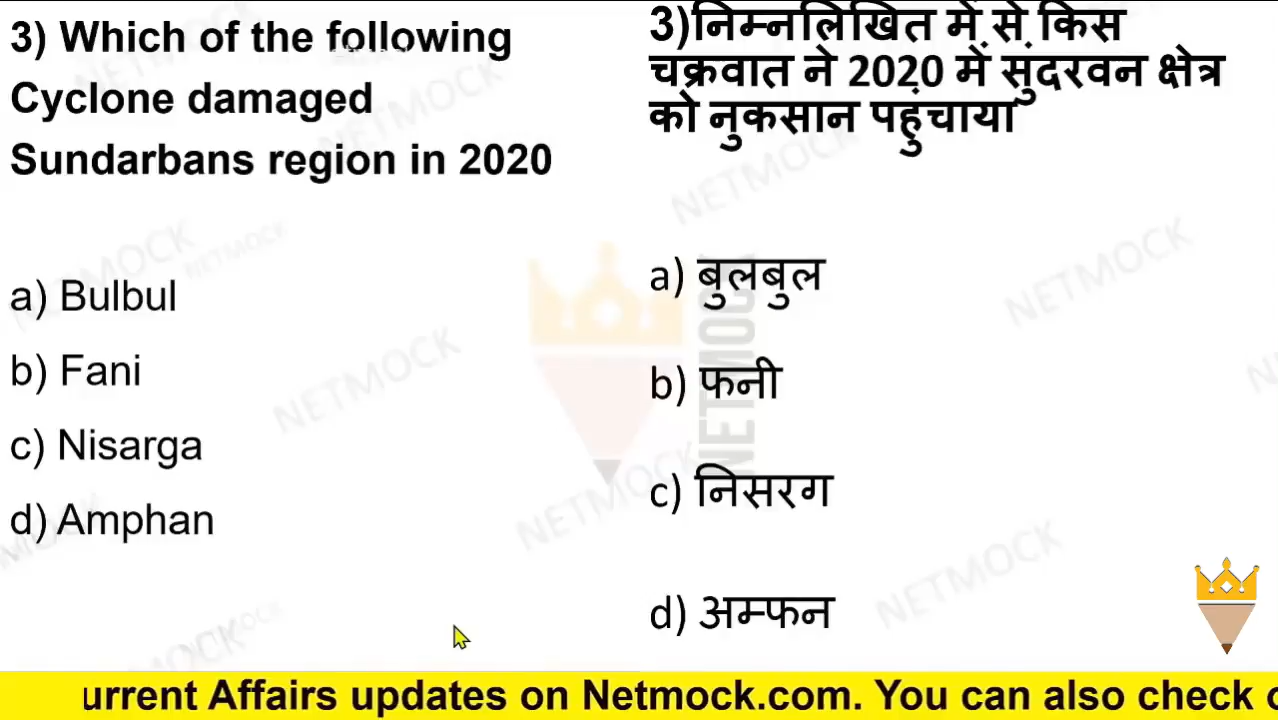 3) Which of the following
Cyclone damaged
Sundarbans region in 2020
a) Bulbul
b) Fani
c) Nisarga
d) Amphan
3)निम्नलिखित में से किस
चक्रवात ने 2020 में सुंदरवन क्षेत्र
को नुकसान पहुंचाया
a) बुलबुल
b) फनी
c) निसरग
d) अम्फन
NETMOCK
urrent Affairs updates on Netmock.com. You can also check